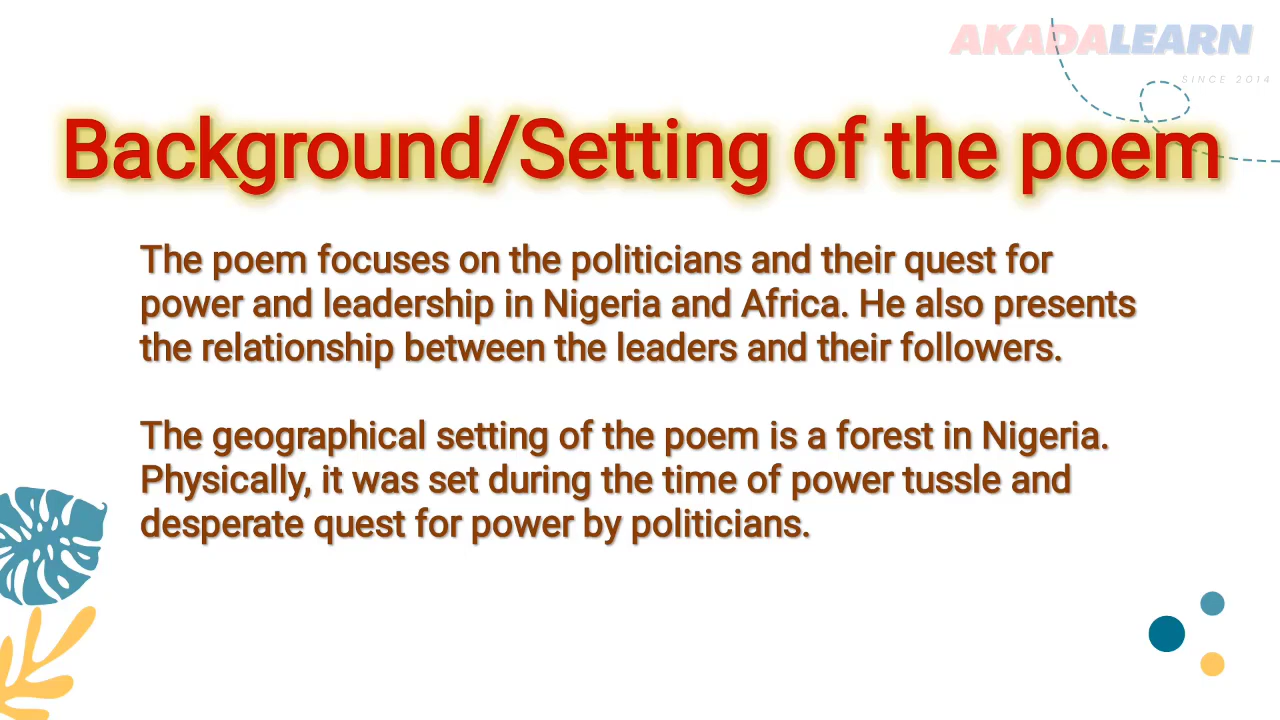 AKADALEARN
SINCE 2014
Background/Setting of the poem
The poem focuses on the politicians and their quest for
power and leadership in Nigeria and Africa. He also presents
the relationship between the leaders and their followers.
The geographical setting of the poem is a forest in Nigeria.
Physically, it was set during the time of power tussle and
desperate quest for power by politicians.